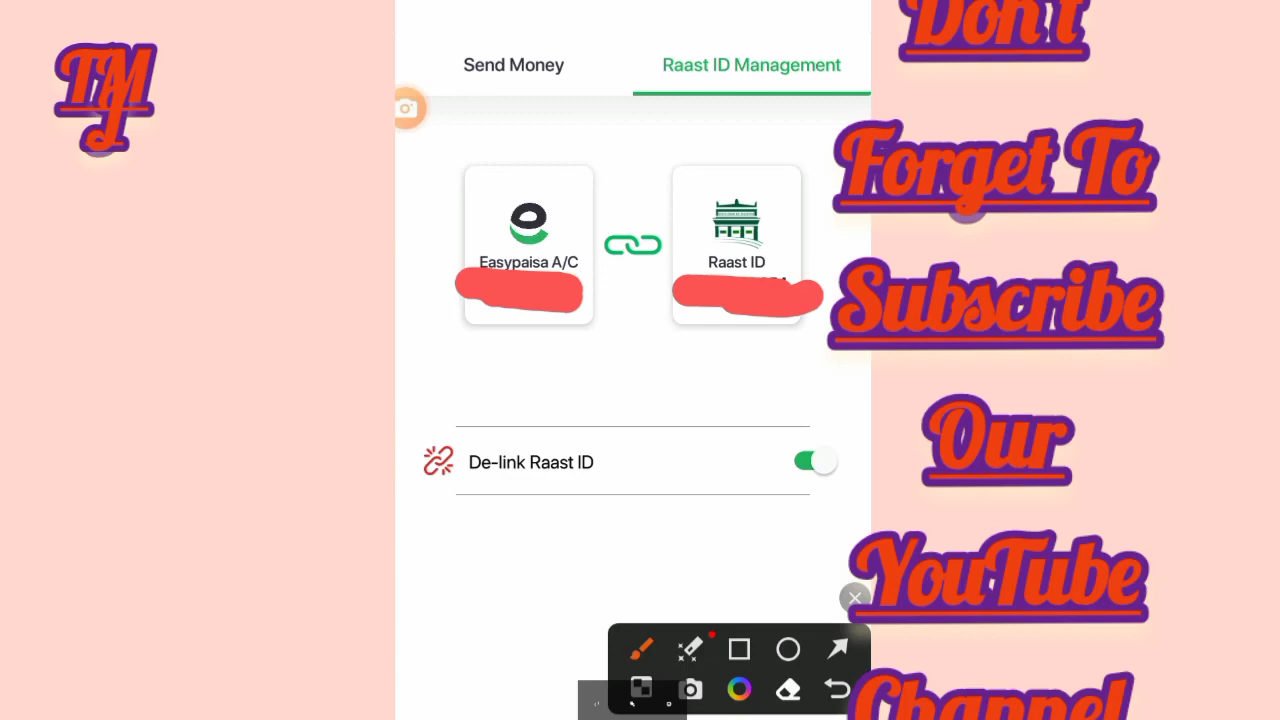 TM
J
Send Money
Raast ID Management
Easypaisa A/C
Raast ID
De-link Raast ID
Don't
Forget To
Subscribe
Our
YouTube
Channel